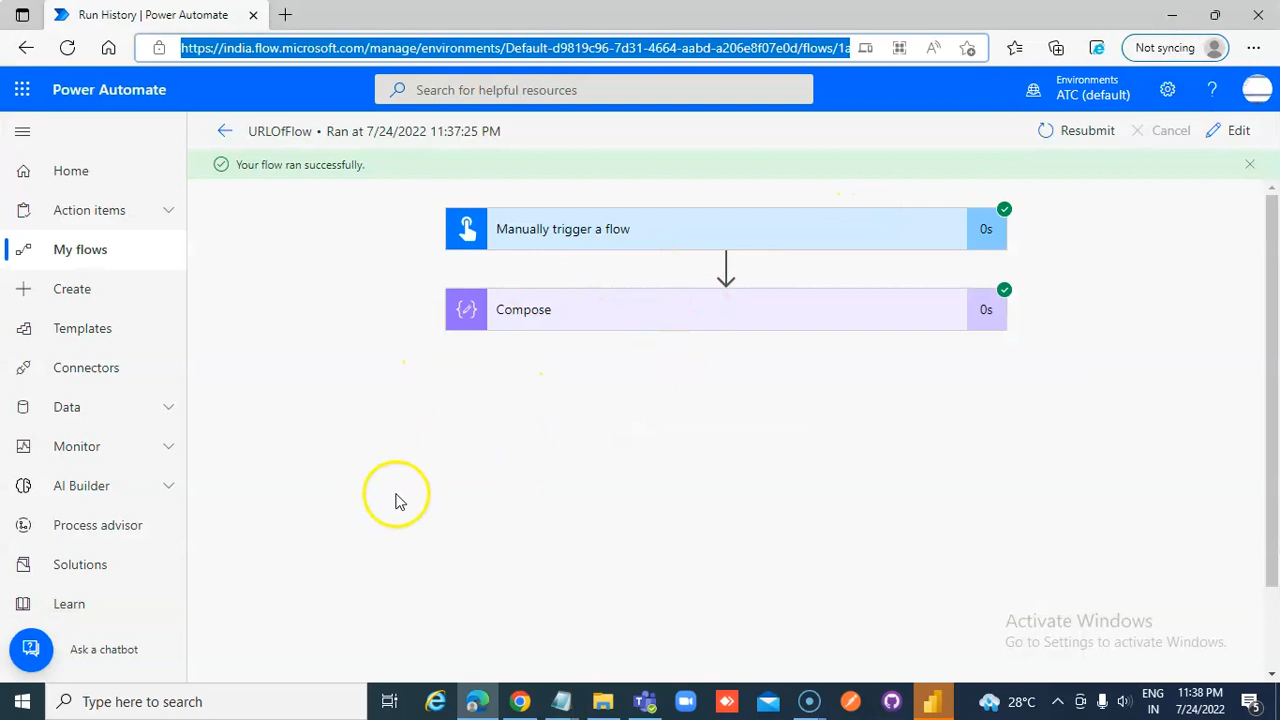 Run History | Power Automate
https://india.flow.microsoft.com/manage/environments/Default-d9819c96-7d31-4664-aabd-a206e8f07e0d/flows/1a
Not syncing
Power Automate
Search for helpful resources
Environments
ATC (default)
URLOfFlow • Ran at 7/24/2022 11:37:25 PM
Resubmit
Cancel
Edit
Your flow ran successfully.
Home
Action items
My flows
Create
Templates
Connectors
Data
Monitor
AI Builder
Process advisor
Solutions
Learn
Ask a chatbot
Manually trigger a flow
0s
Compose
0s
Activate Windows
Go to Settings to activate Windows.
Type here to search
28°C
ENG
IN
11:38 PM
7/24/2022
5